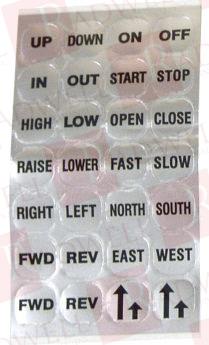 UP DOWN ON OFF
IN OUT START STOP
HIGH LOW OPEN CLOSE
RAISE LOWER FAST SLOW
RIGHT LEFT NORTH SOUTH
FWD REV EAST WEST
FWD REV